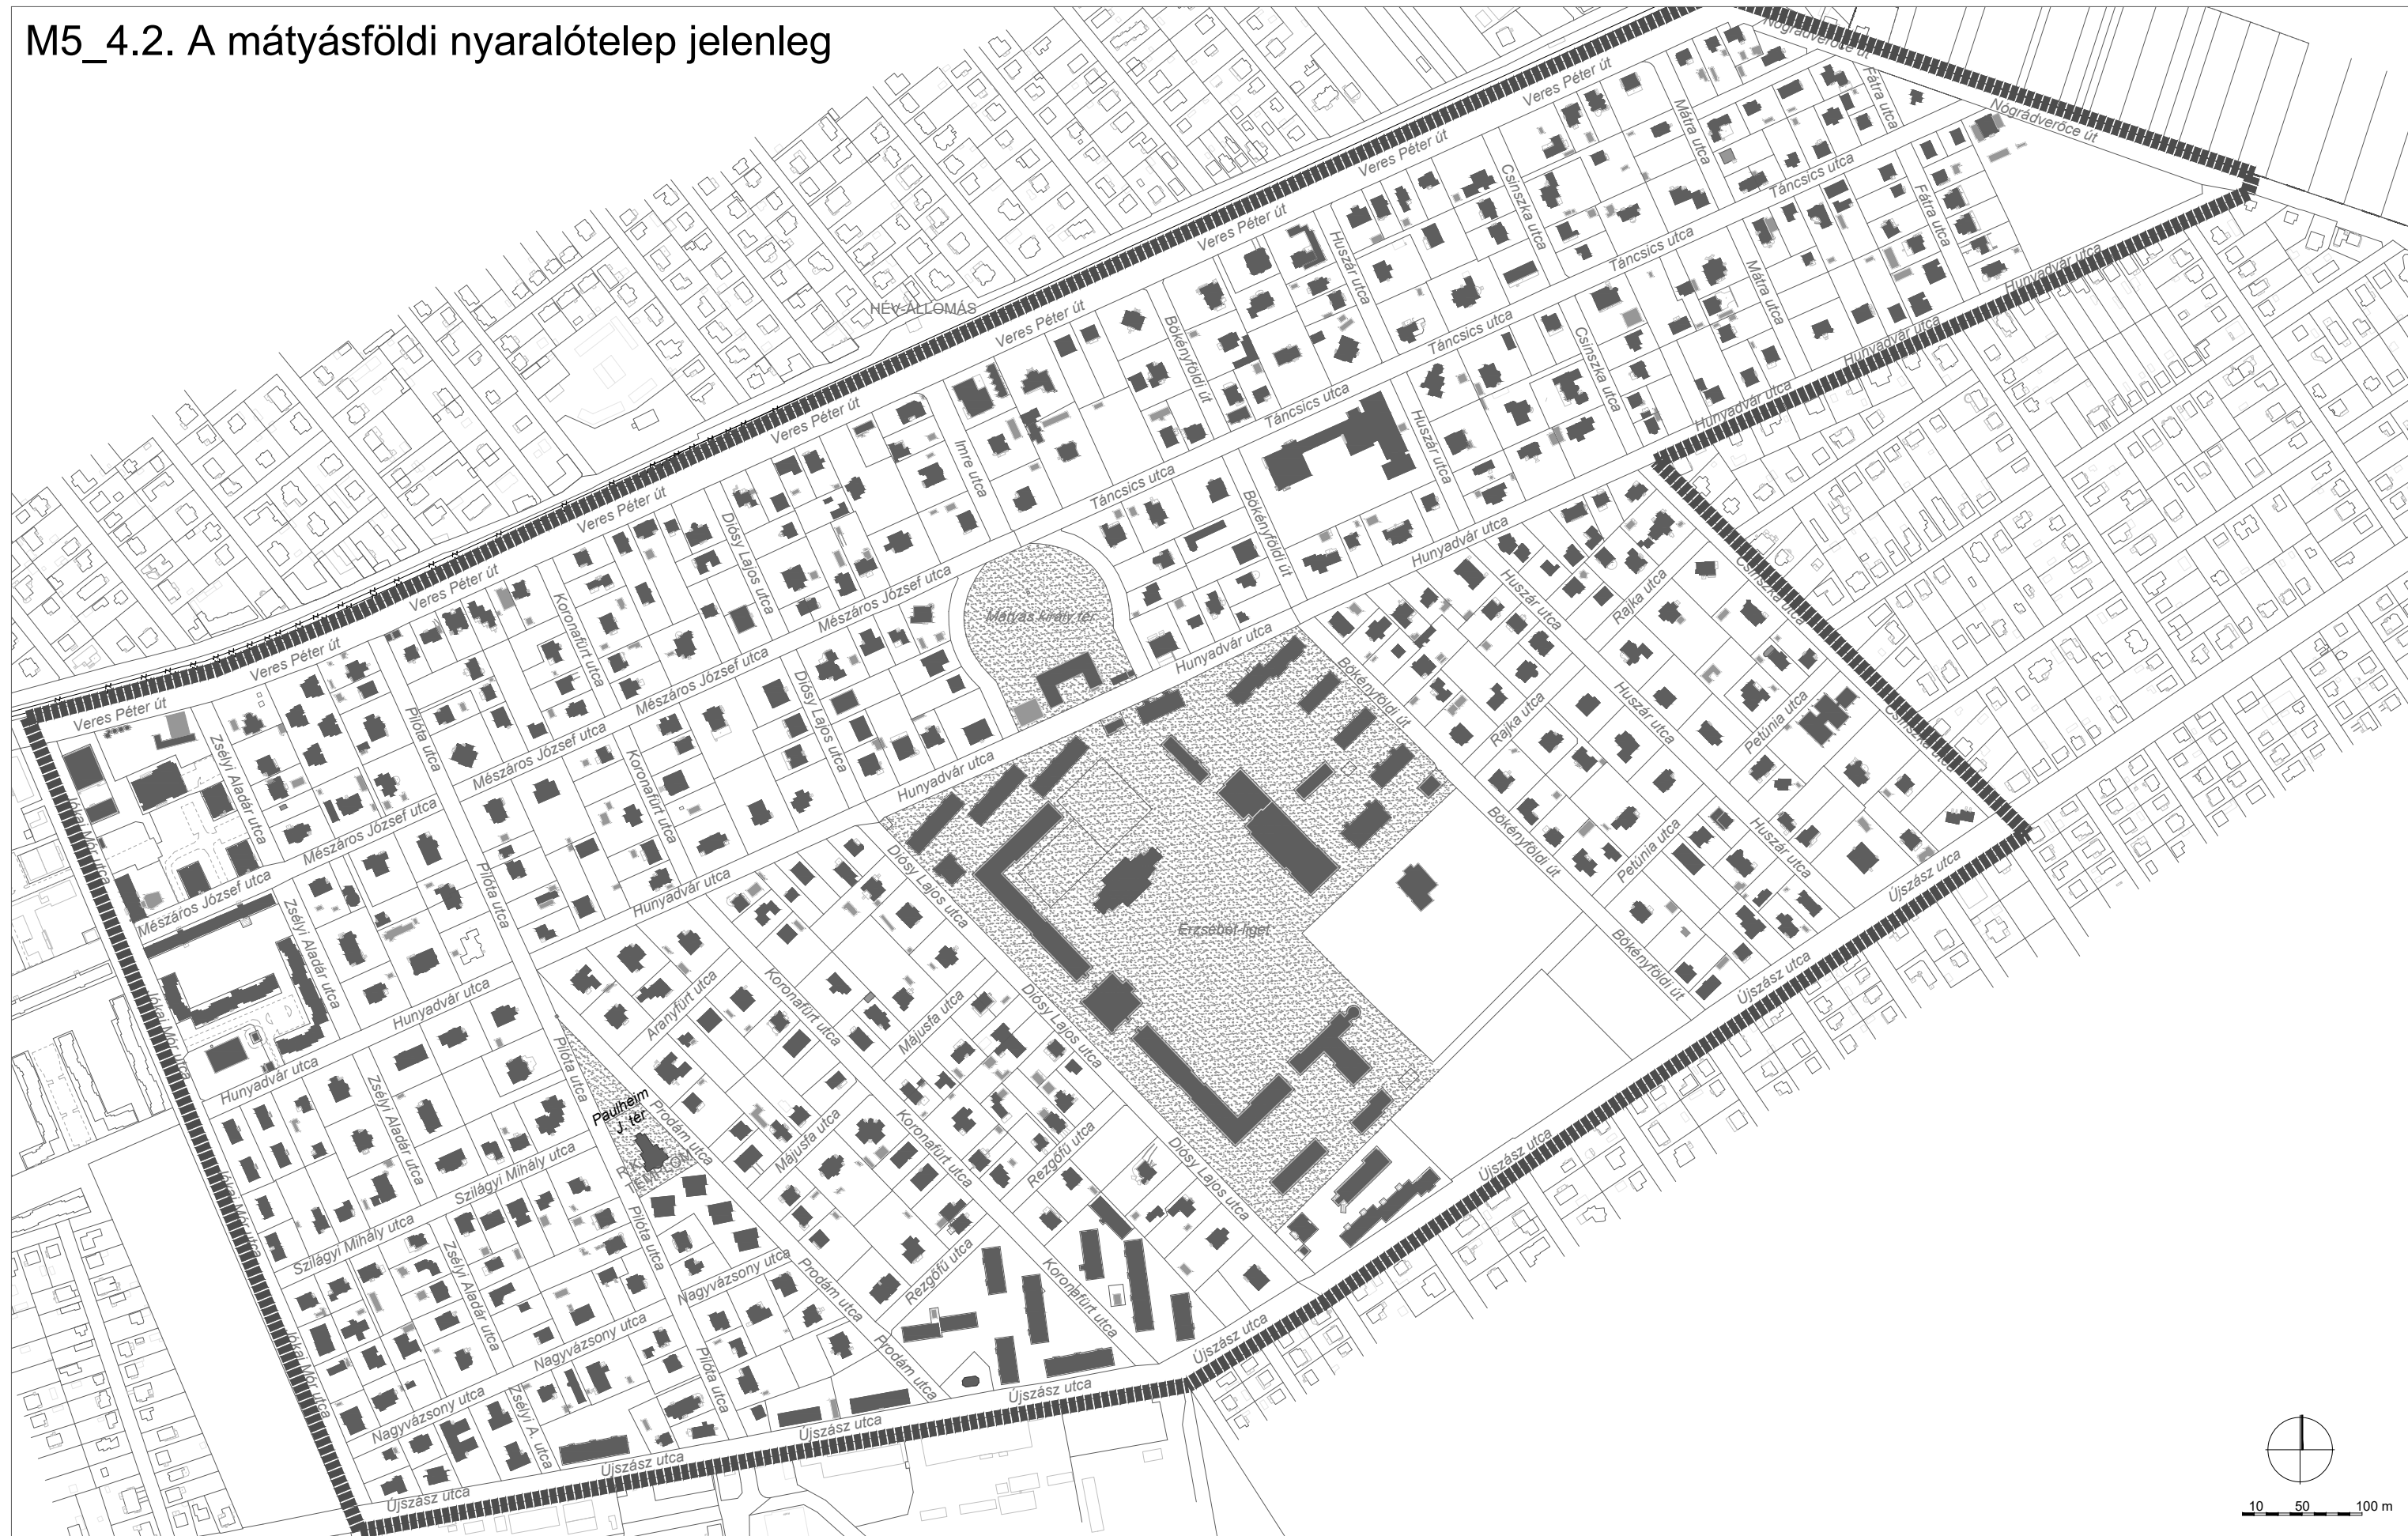 M5_4.2. A mátyásföldi nyaralótelep jelenleg
Nógrádverőce út
Fátra utca
Veres Péter út
Mátra utca
Nógrádverőce út
Veres Péter út
Csinszka utca
Táncsics utca
Fátra utca
Veres Péter út
Huszár utca
Táncsics utca
Mátra utca
Hunyadvár utca
HÉV-ÁLLOMÁS
Veres Péter út
Bökényföldi út
Táncsics utca
Csinszka utca
Hunyadvár utca
Veres Péter út
Imre utca
Táncsics utca
Huszár utca
Hunyadvár utca
Veres Péter út
Diósy Lajos utca
Táncsics utca
Bökényföldi út
Hunyadvár utca
Veres Péter út
Koronafürt utca
Mészáros József utca
Mátyás király tér
Huszár utca
Rajka utca
Csinszka utca
Veres Péter út
Mészáros József utca
Hunyadvár utca
Bökényföldi út
Veres Péter út
Pilóta utca
Diósy Lajos utca
Rajka utca
Huszár utca
Petúnia utca
Csinszka utca
Zsélyi Aladár utca
Mészáros József utca
Koronafürt utca
Hunyadvár utca
Jókai Mór utca
Mészáros József utca
Bökényföldi út
Petúnia utca
Huszár utca
Újszász utca
Mészáros József utca
Pilóta utca
Hunyadvár utca
Diósy Lajos utca
Erzsébet-liget
Zsélyi Aladár utca
Bökényföldi út
Újszász utca
Jókai Mór utca
Hunyadvár utca
Aranyfürt utca
Koronafürt utca
Májusfa utca
Diósy Lajos utca
Hunyadvár utca
Pilóta utca
Zsélyi Aladár utca
Paulheim
J. tér
Prodám utca
Májusfa utca
Koronafürt utca
Rezgőfű utca
Diósy Lajos utca
Újszász utca
R.K.
TEMPLOM
Jókai Mór utca
Szilágyi Mihály utca
Szilágyi Mihály utca
Pilóta utca
Zsélyi Aladár utca
Nagyvázsony utca
Prodám utca
Rezgőfű utca
Koronafürt utca
Jókai Mór utca
Nagyvázsony utca
Pilóta utca
Prodám utca
Újszász utca
Nagyvázsony utca
Zsélyi A. utca
Újszász utca
Újszász utca
Újszász utca
Újszász utca
10 50 100 m